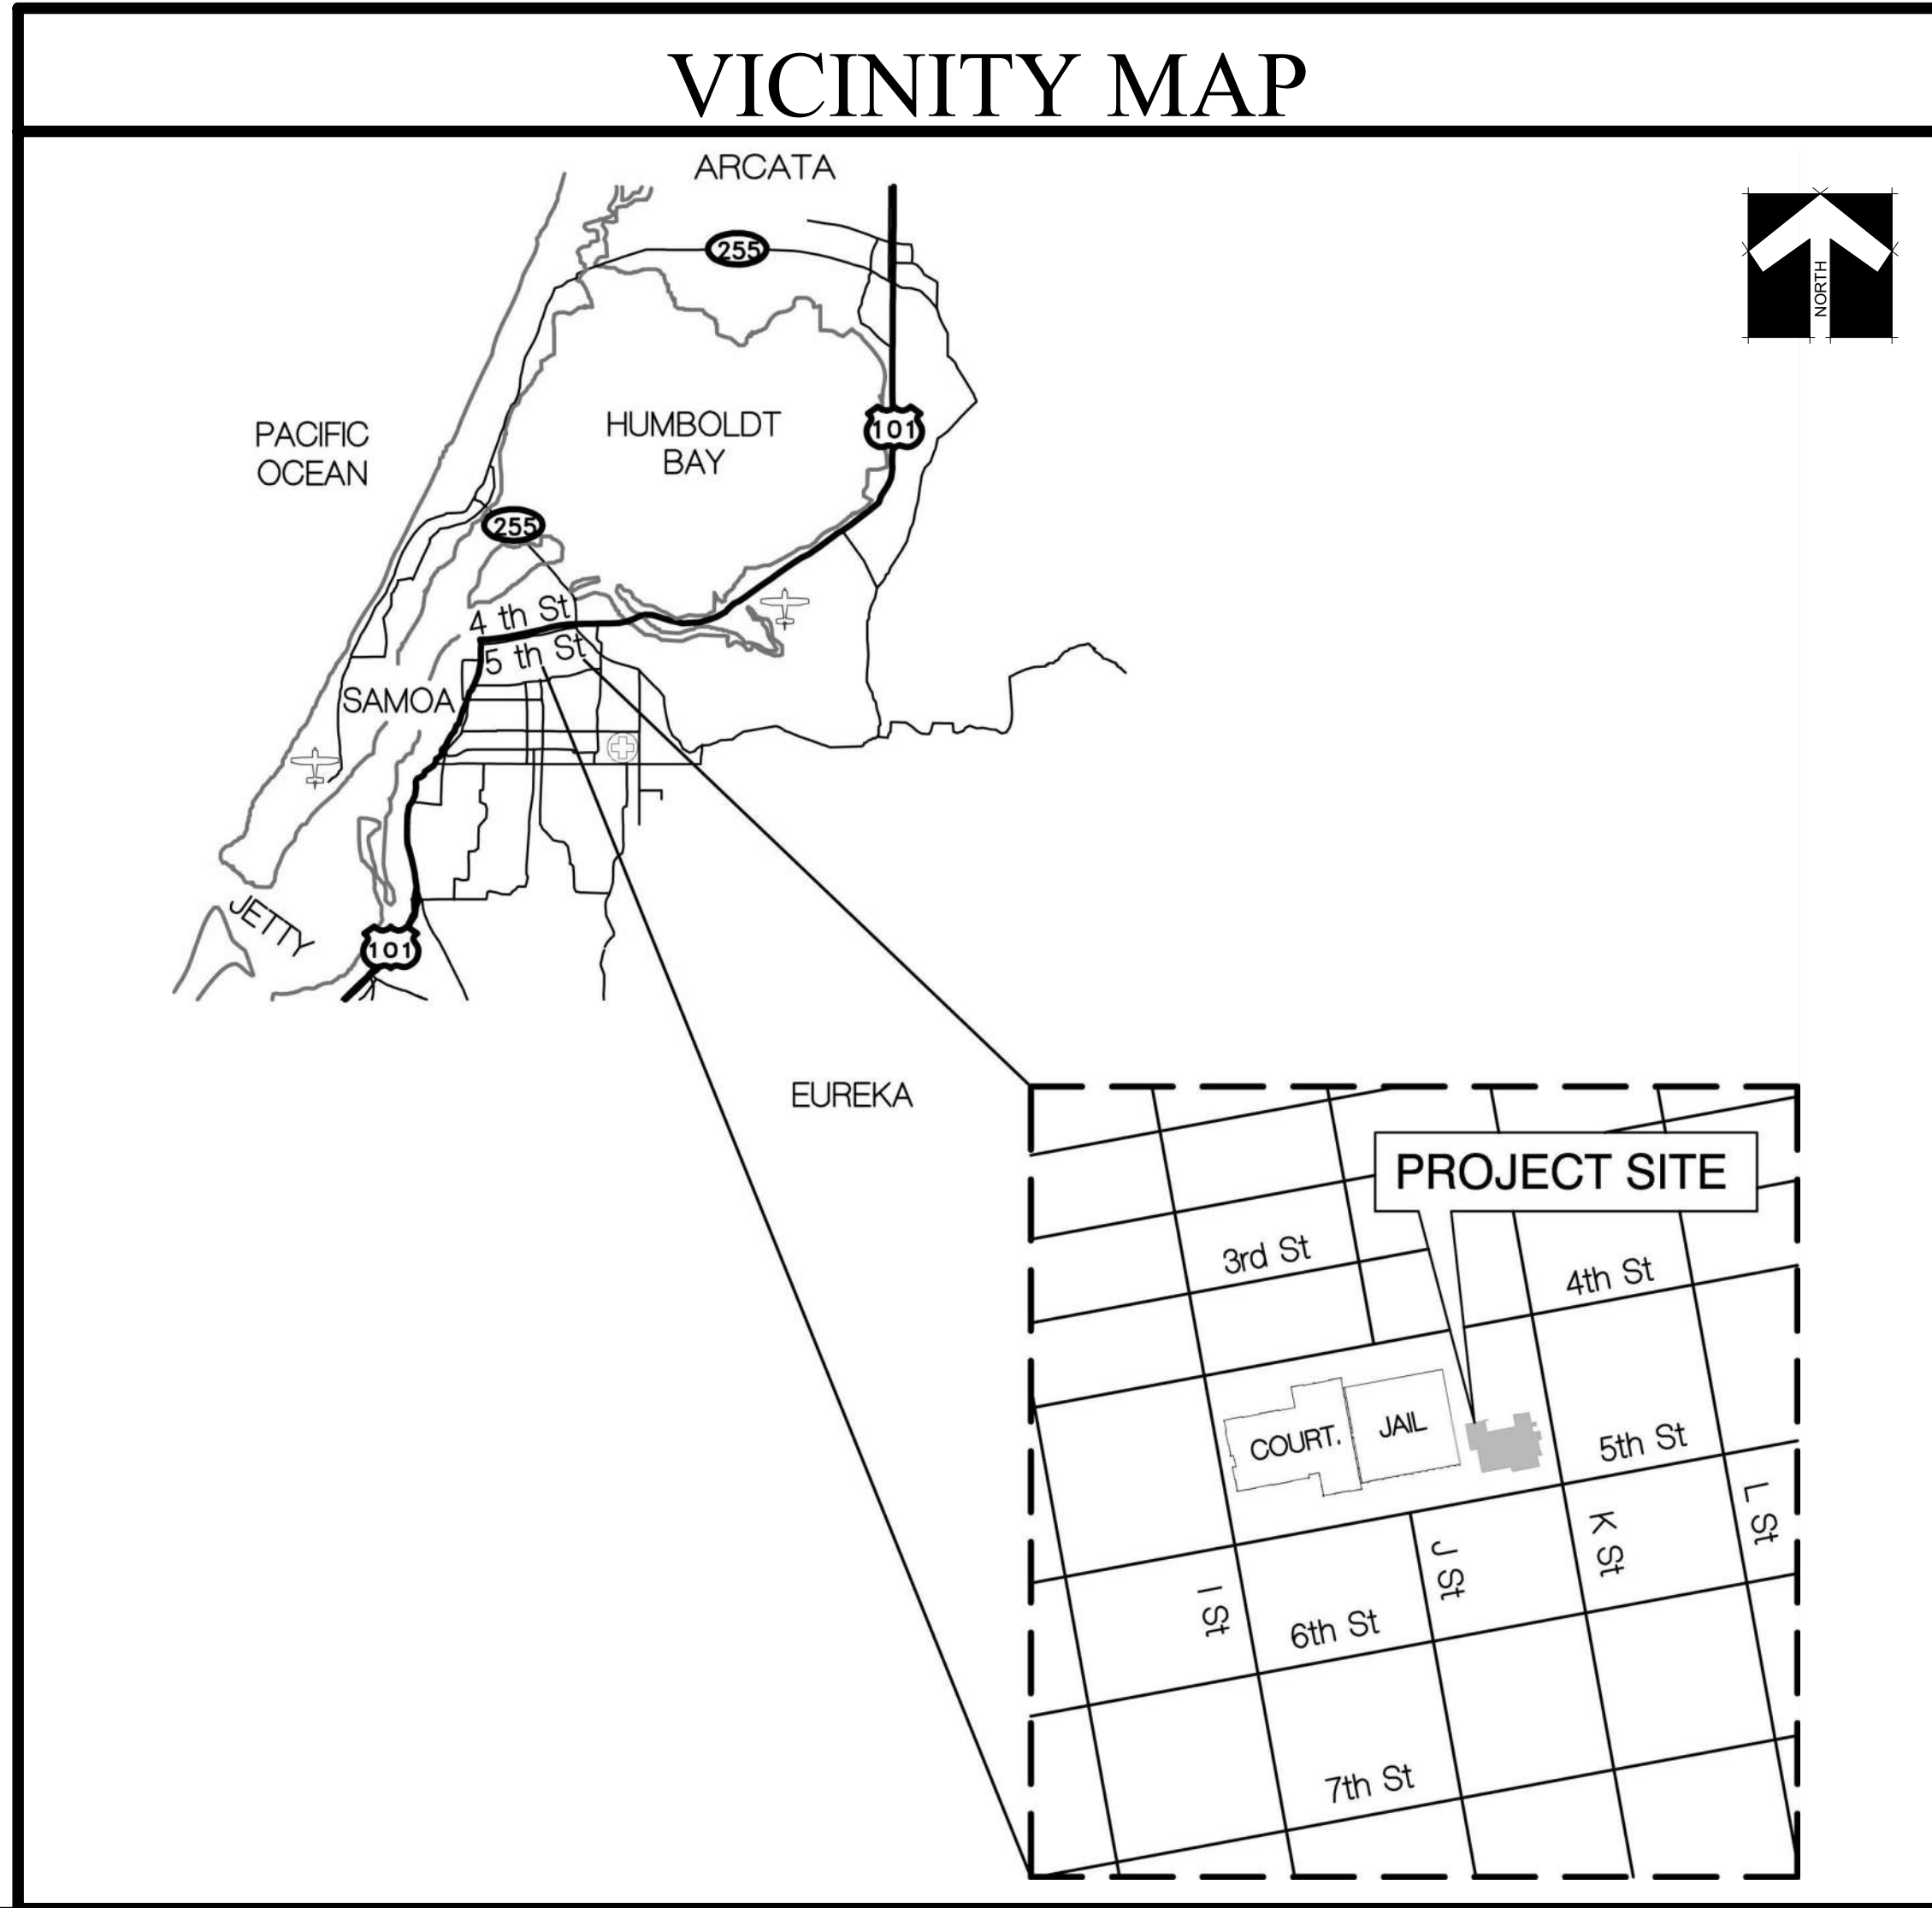 VICINITY MAP
ARCATA
255
NORTH
PACIFIC
OCEAN
HUMBOLDT
BAY
101
255
4 th St
5 th St
SAMOA
JETTY
101
EUREKA
PROJECT SITE
3rd St
4th St
COURT.
JAIL
5th St
L St
K St
J St
I St
6th St
7th St